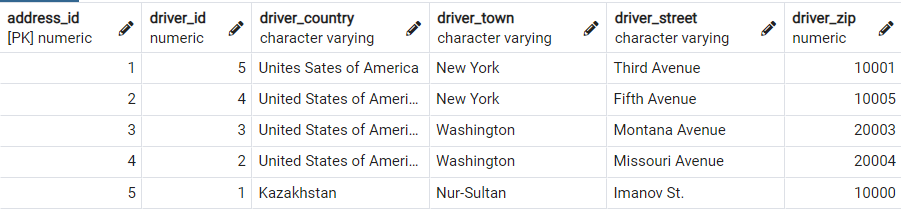 address_id driver_id driver_country driver_town driver_street driver_zip
[PK] numeric numeric character varying character varying character varying numeric
1 5 Unites Sates of America New York Third Avenue 10001
2 4 United States of Ameri... New York Fifth Avenue 10005
3 3 United States of Ameri... Washington Montana Avenue 20003
4 2 United States of Ameri... Washington Missouri Avenue 20004
5 1 Kazakhstan Nur-Sultan Imanov St. 10000